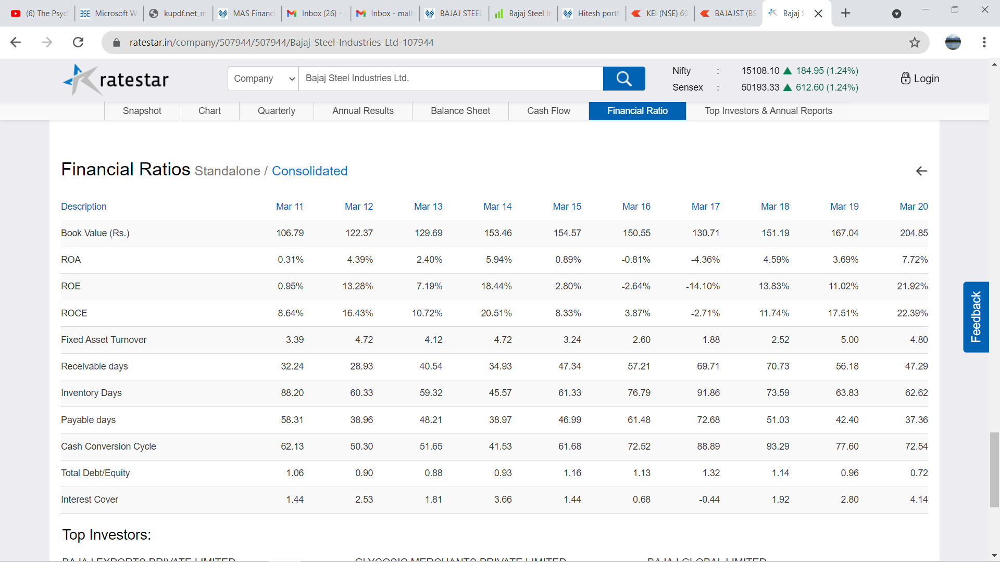 (6) The Psyc
BSE Microsoft W
kupdf.net_m
MAS Financi
Inbox (26) -
Inbox - malh
BAJAJ STEEL
Bajaj Steel In
Hitesh portf
KEI (NSE) 60
BAJAJST (BS
Bajaj S
ratestar.in/company/507944/507944/Bajaj-Steel-Industries-Ltd-107944
ratestar
Company
Bajaj Steel Industries Ltd.
Nifty : 15108.10 ▲ 184.95 (1.24%)
Sensex : 50193.33 ▲ 612.60 (1.24%)
Login
Snapshot Chart Quarterly Annual Results Balance Sheet Cash Flow Financial Ratio Top Investors & Annual Reports
Financial Ratios Standalone / Consolidated
Description Mar 11 Mar 12 Mar 13 Mar 14 Mar 15 Mar 16 Mar 17 Mar 18 Mar 19 Mar 20
Book Value (Rs.) 106.79 122.37 129.69 153.46 154.57 150.55 130.71 151.19 167.04 204.85
ROA 0.31% 4.39% 2.40% 5.94% 0.89% -0.81% -4.36% 4.59% 3.69% 7.72%
ROE 0.95% 13.28% 7.19% 18.44% 2.80% -2.64% -14.10% 13.83% 11.02% 21.92%
ROCE 8.64% 16.43% 10.72% 20.51% 8.33% 3.87% -2.71% 11.74% 17.51% 22.39%
Fixed Asset Turnover 3.39 4.72 4.12 4.72 3.24 2.60 1.88 2.52 5.00 4.80
Receivable days 32.24 28.93 40.54 34.93 47.34 57.21 69.71 70.73 56.18 47.29
Inventory Days 88.20 60.33 59.32 45.57 61.33 76.79 91.86 73.59 63.83 62.62
Payable days 58.31 38.96 48.21 38.97 46.99 61.48 72.68 51.03 42.40 37.36
Cash Conversion Cycle 62.13 50.30 51.65 41.53 61.68 72.52 88.89 93.29 77.60 72.54
Total Debt/Equity 1.06 0.90 0.88 0.93 1.16 1.13 1.32 1.14 0.96 0.72
Interest Cover 1.44 2.53 1.81 3.66 1.44 0.68 -0.44 1.92 2.80 4.14
Feedback
Top Investors:
BAJAJ EXPORTS PRIVATE LIMITED GLYCOSIC MERCHANTS PRIVATE LIMITED BAJAJ GLOBAL LIMITED